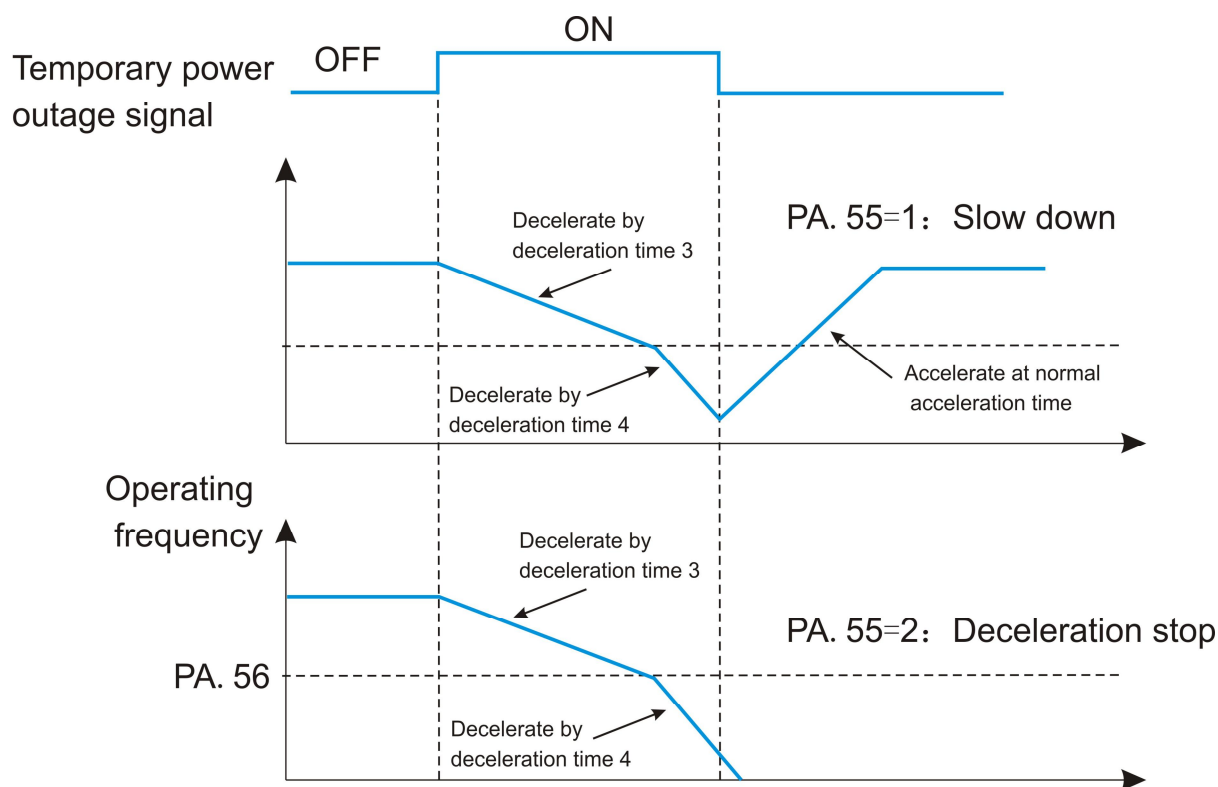 ON
OFF
Temporary power
outage signal
Decelerate by
deceleration time 3
PA. 55=1: Slow down
Decelerate by
deceleration time 4
Accelerate at normal
acceleration time
Operating
frequency
Decelerate by
deceleration time 3
PA. 55=2: Deceleration stop
PA. 56
Decelerate by
deceleration time 4